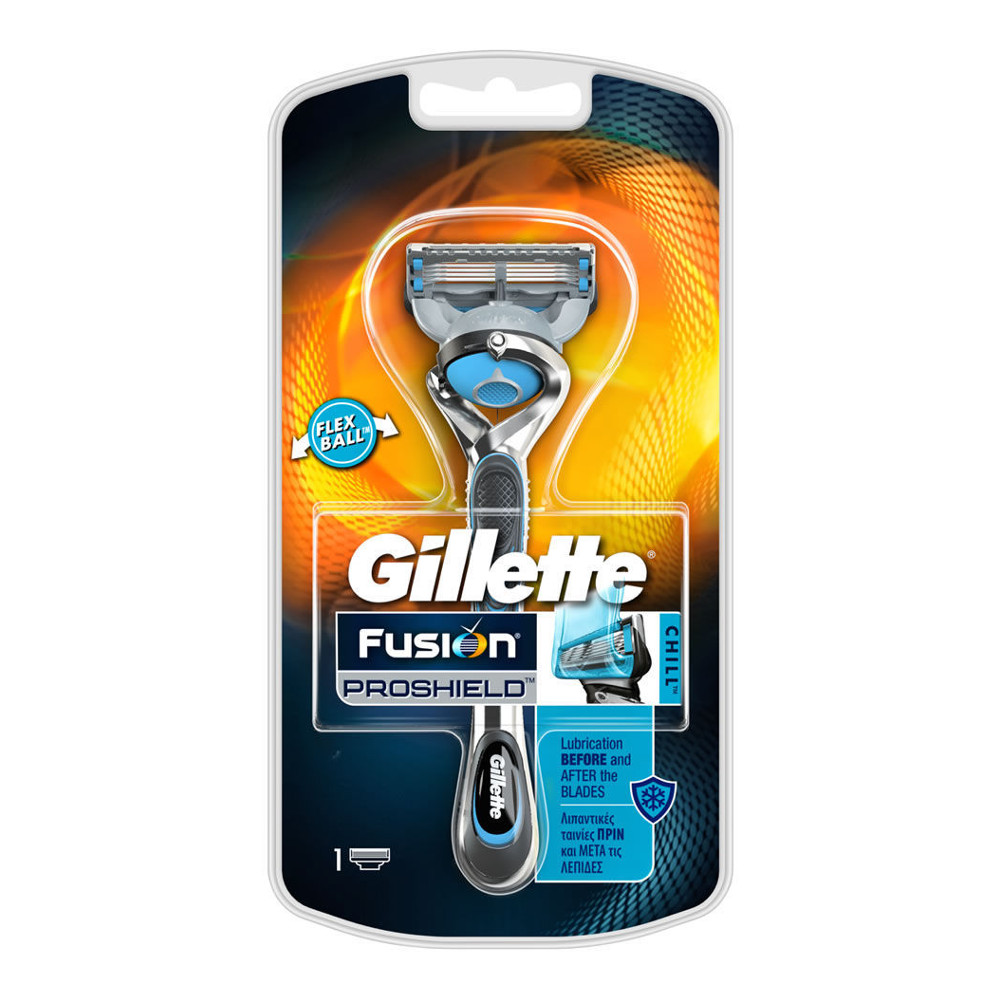 FLEX
BALL™
Gillette®
FUSION®
PROSHIELD™
CHILL™
Gillette
Lubrication
BEFORE and
AFTER the
BLADES
Λιπαντικές
ταινίες ΠΡΙΝ
και ΜΕΤΑ τις
ΛΕΠΙΔΕΣ
1